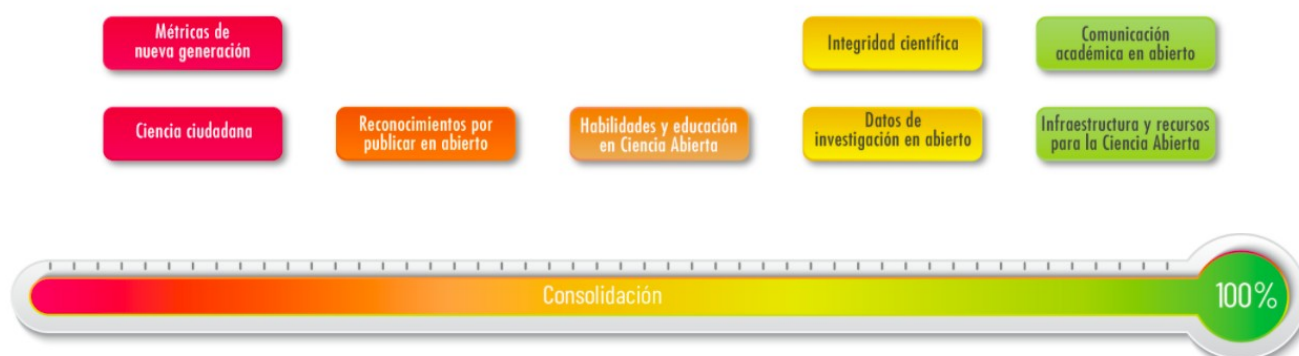 Métricas de
nueva generación
Integridad científica
Comunicación
académica en abierto
Ciencia ciudadana
Reconocimientos por
publicar en abierto
Habilidades y educación
en Ciencia Abierta
Datos de
investigación en abierto
Infraestructura y recursos
para la Ciencia Abierta
Consolidación
100%